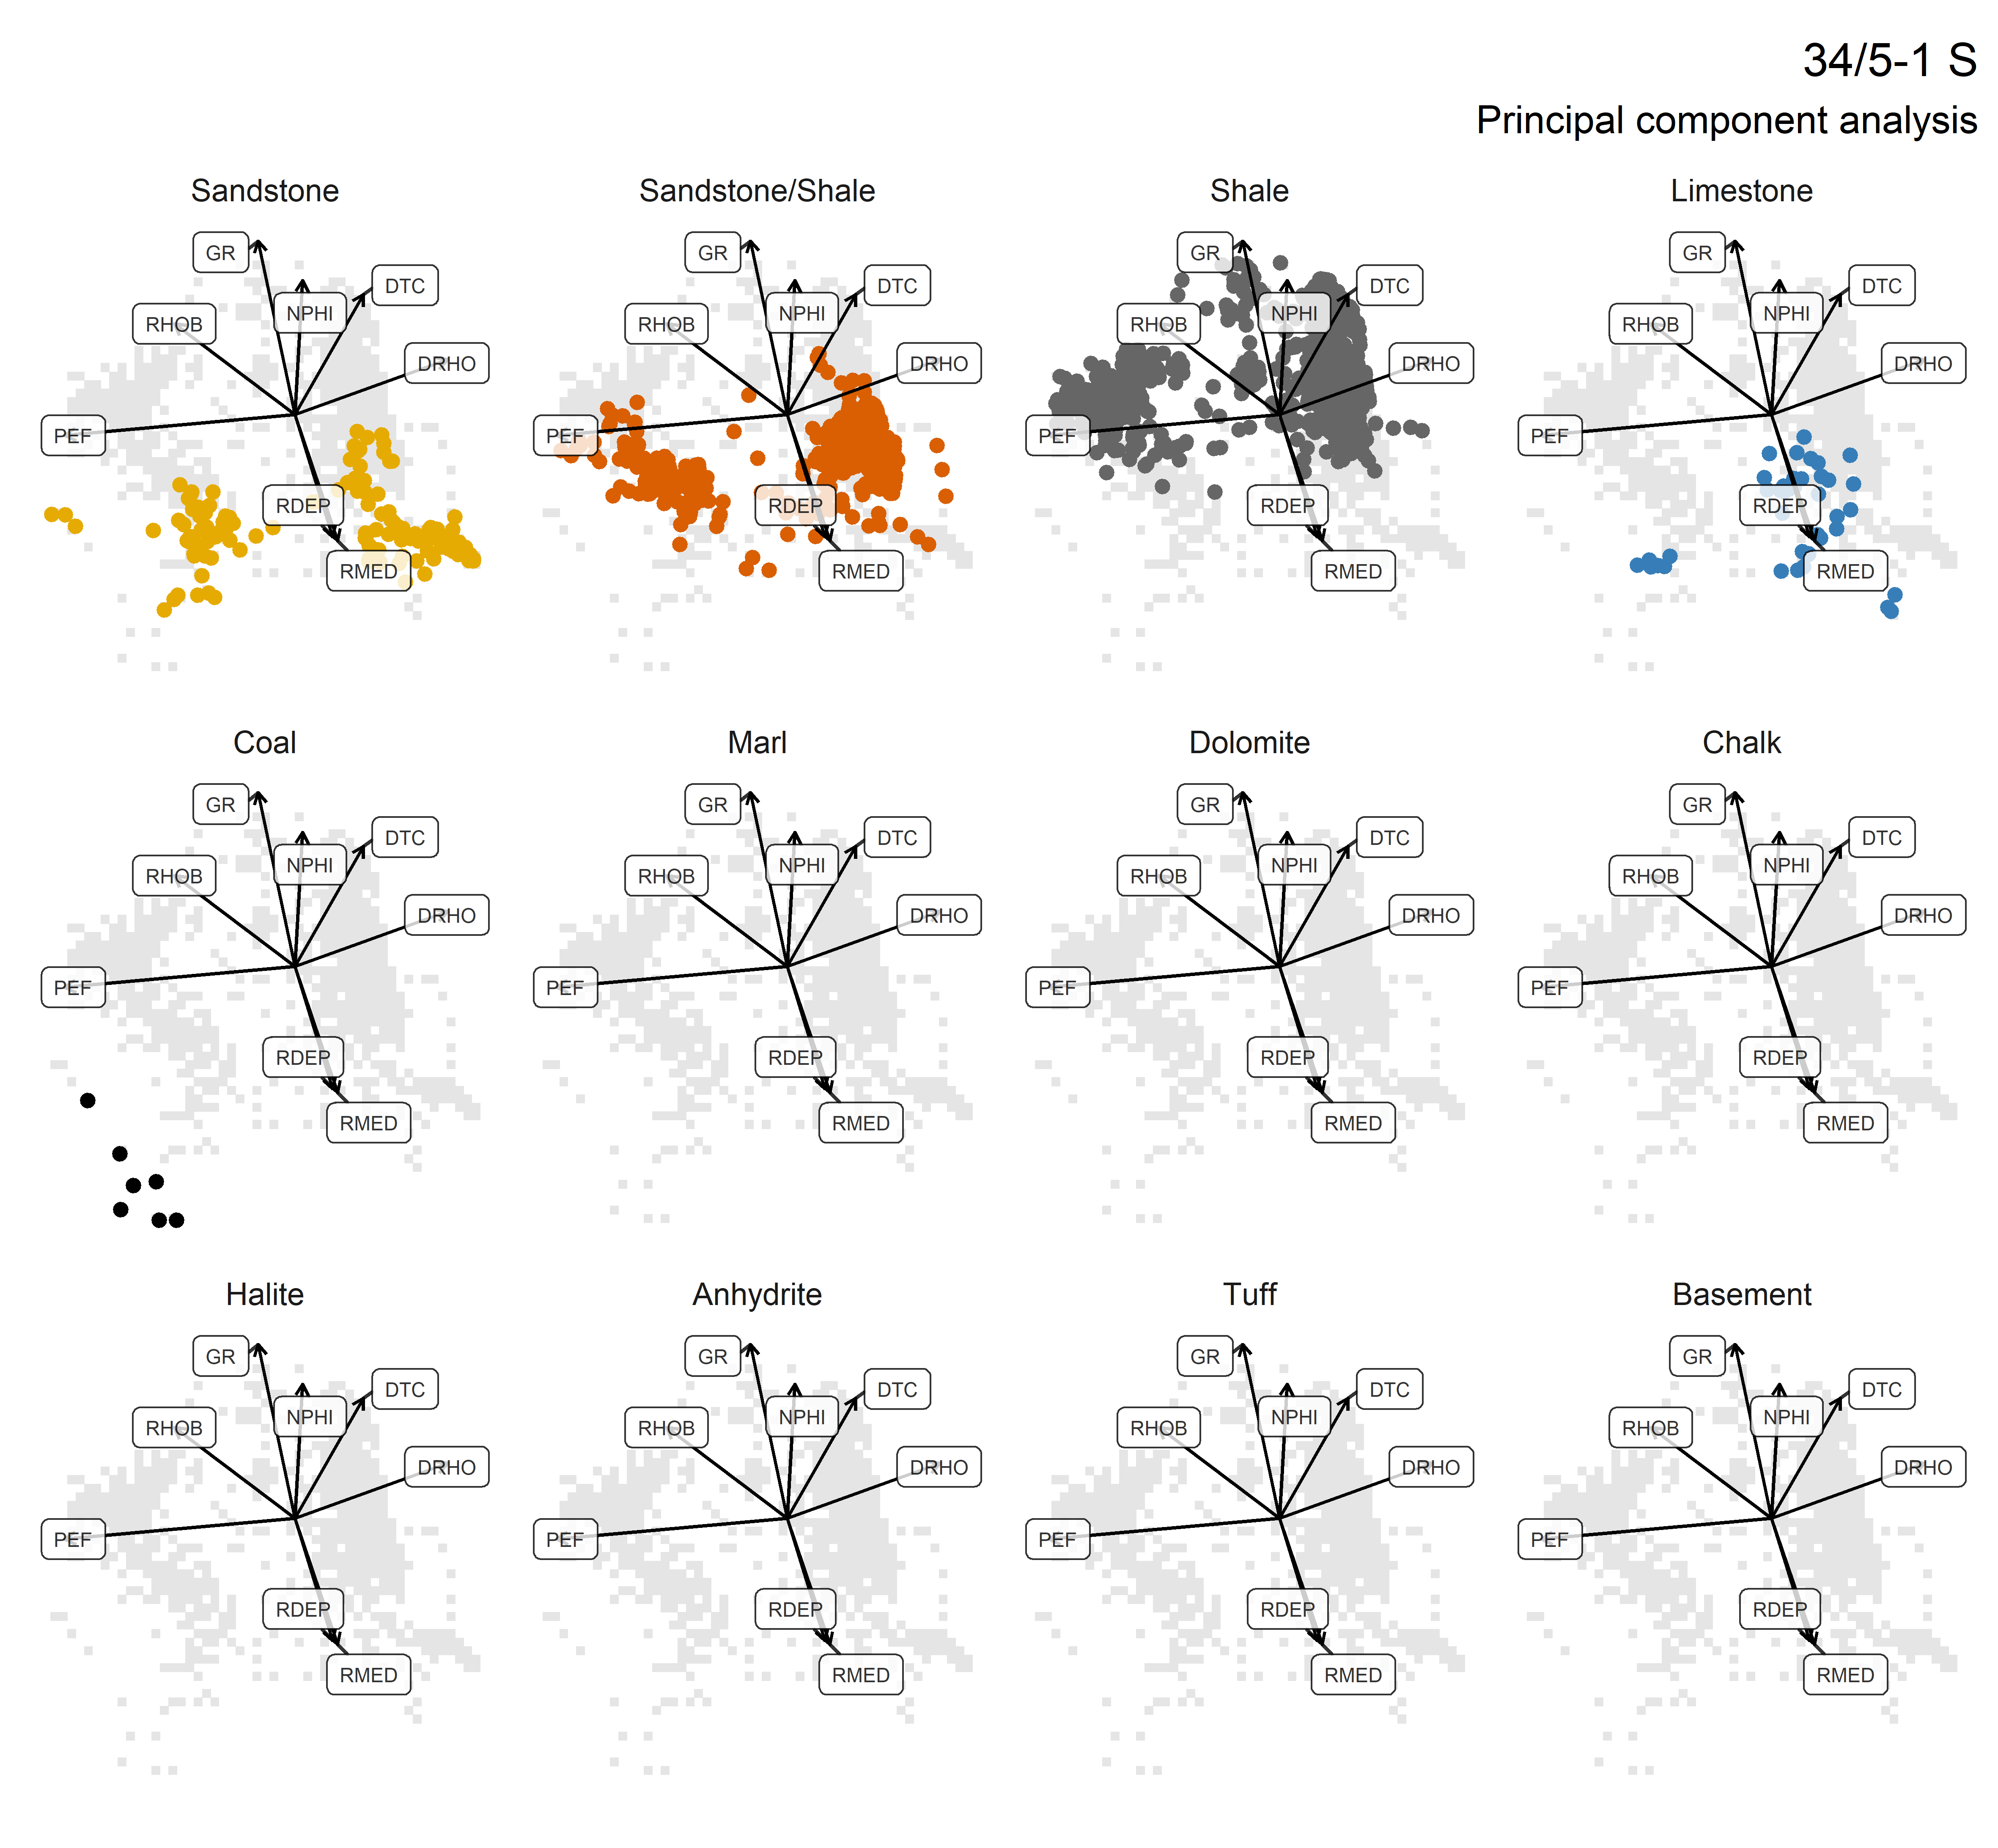 34/5-1 S
Principal component analysis
Sandstone
GR
DTC
NPHI
RHOB
DRHO
PEF
RDEP
RMED
Sandstone/Shale
GR
DTC
NPHI
RHOB
DRHO
PEF
RDEP
RMED
Shale
GR
DTC
NPHI
RHOB
DRHO
PEF
RDEP
RMED
Limestone
GR
DTC
NPHI
RHOB
DRHO
PEF
RDEP
RMED
Coal
GR
DTC
NPHI
RHOB
DRHO
PEF
RDEP
RMED
Marl
GR
DTC
NPHI
RHOB
DRHO
PEF
RDEP
RMED
Dolomite
GR
DTC
NPHI
RHOB
DRHO
PEF
RDEP
RMED
Chalk
GR
DTC
NPHI
RHOB
DRHO
PEF
RDEP
RMED
Halite
GR
DTC
NPHI
RHOB
DRHO
PEF
RDEP
RMED
Anhydrite
GR
DTC
NPHI
RHOB
DRHO
PEF
RDEP
RMED
Tuff
GR
DTC
NPHI
RHOB
DRHO
PEF
RDEP
RMED
Basement
GR
DTC
NPHI
RHOB
DRHO
PEF
RDEP
RMED